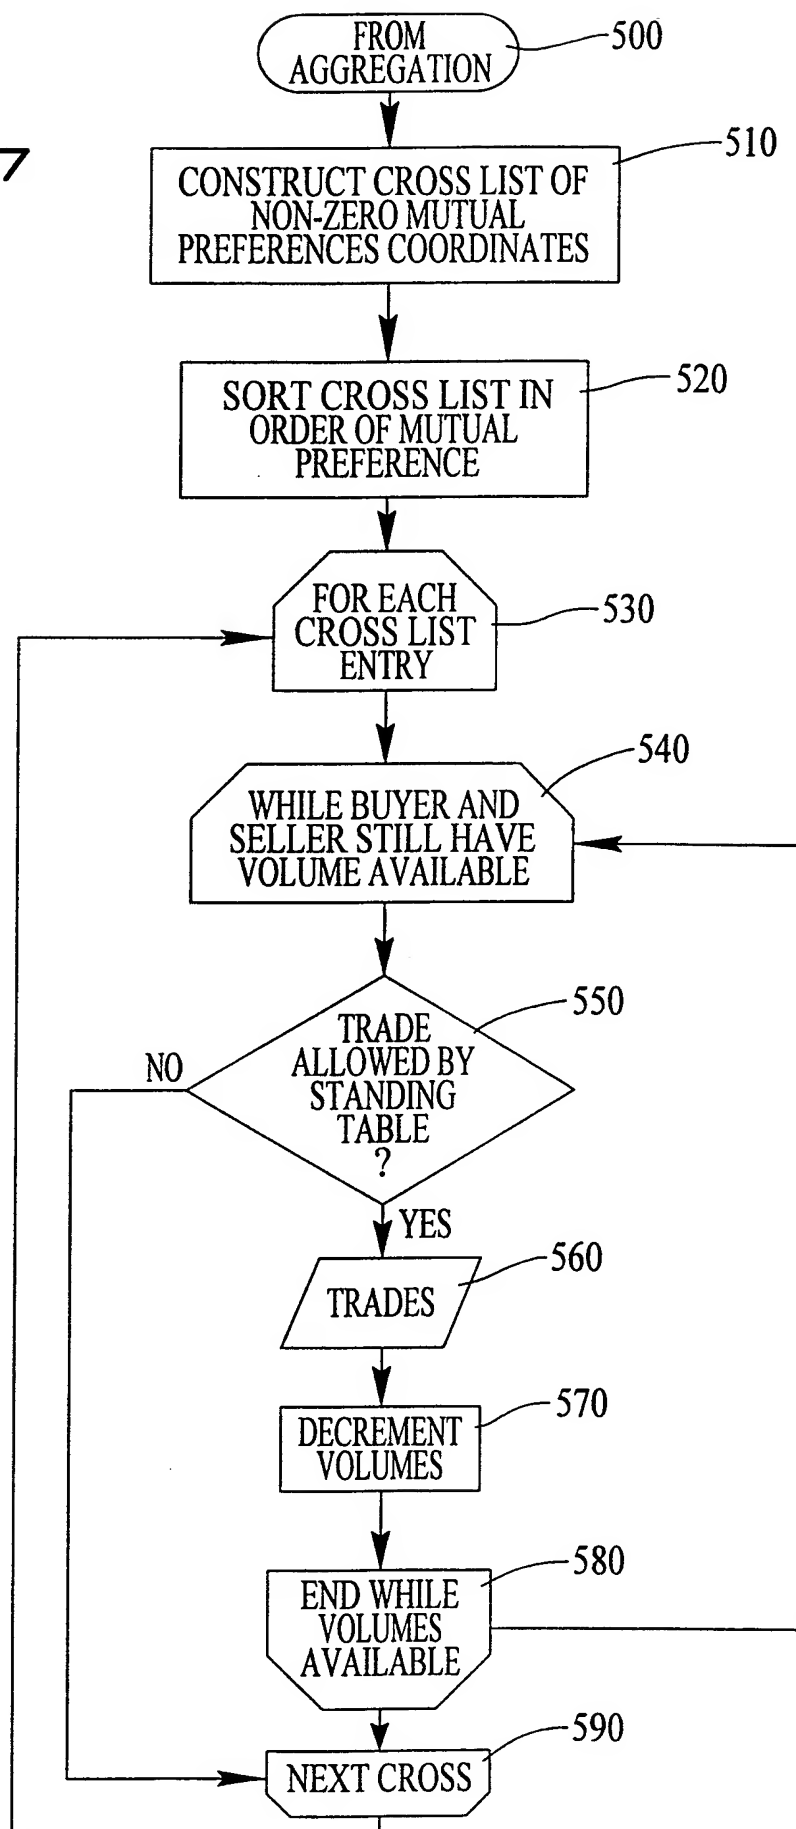 FROM
AGGREGATION
500
7
CONSTRUCT CROSS LIST OF
NON-ZERO MUTUAL
PREFERENCES COORDINATES
510
SORT CROSS LIST IN
ORDER OF MUTUAL
PREFERENCE
520
FOR EACH
CROSS LIST
ENTRY
530
WHILE BUYER AND
SELLER STILL HAVE
VOLUME AVAILABLE
540
TRADE
ALLOWED BY
STANDING
TABLE
?
550
NO
YES
TRADES
560
DECREMENT
VOLUMES
570
END WHILE
VOLUMES
AVAILABLE
580
NEXT CROSS
590